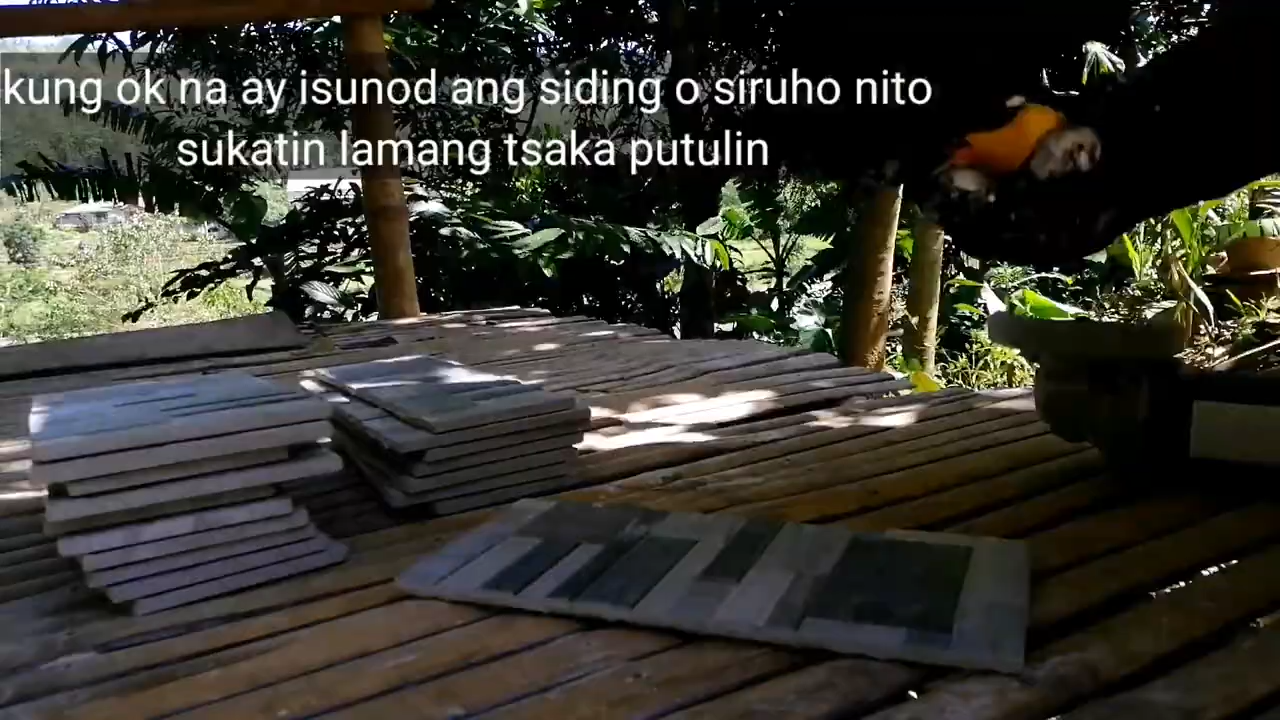 kung ok na ay isunod ang siding o siruho nito
sukatin lamang tsaka putulin